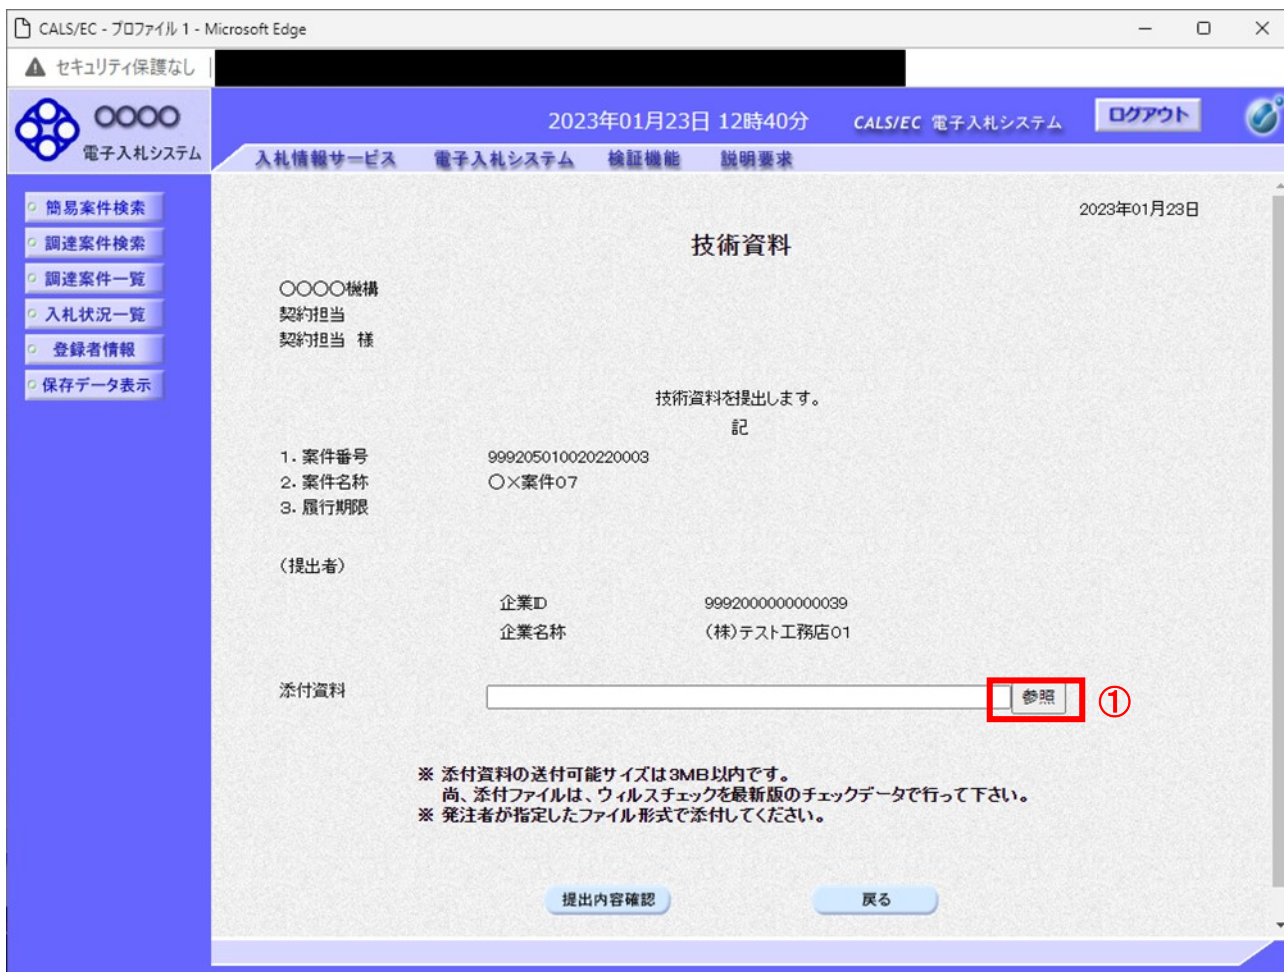 CALS/EC - プロファイル 1 - Microsoft Edge
セキュリティ保護なし
〇〇〇〇
電子入札システム
2023年01月23日 12時40分
CALS/EC 電子入札システム
ログアウト
入札情報サービス 電子入札システム 検証機能 説明要求
簡易案件検索
調達案件検索
調達案件一覧
入札状況一覧
登録者情報
保存データ表示
2023年01月23日
技術資料
〇〇〇〇機構
契約担当
契約担当 様
技術資料を提出します。
記
1. 案件番号 999205010020220003
2. 案件名称 〇×案件07
3. 履行期限
(提出者)
企業ID 9992000000000039
企業名称 (株)テスト工務店01
添付資料 参照 ①
※ 添付資料の送付可能サイズは3MB以内です。
尚、添付ファイルは、ウィルスチェックを最新版のチェックデータで行って下さい。
※ 発注者が指定したファイル形式で添付してください。
提出内容確認 戻る